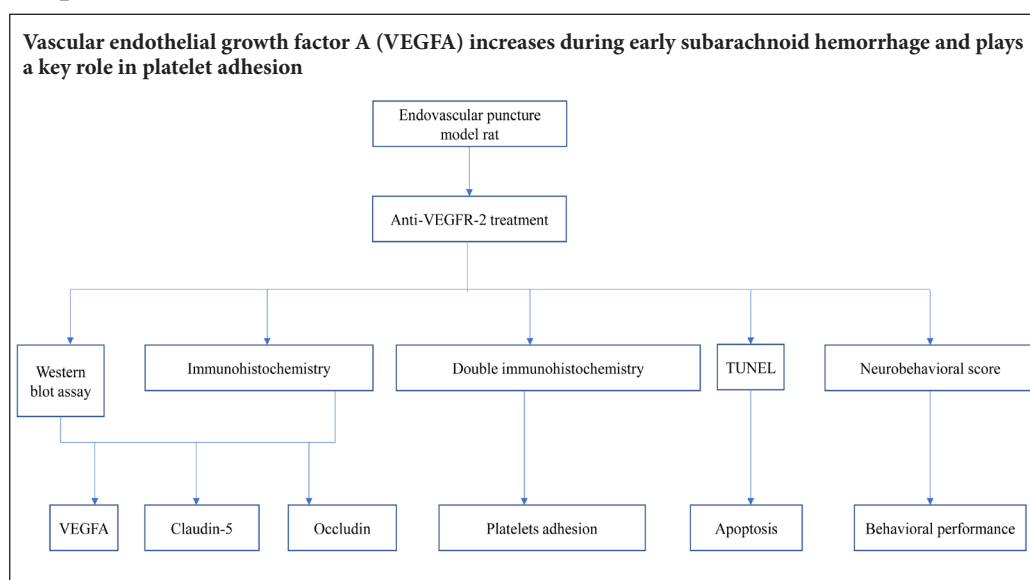 Vascular endothelial growth factor A (VEGFA) increases during early subarachnoid hemorrhage and plays
a key role in platelet adhesion
Endovascular puncture
model rat
Anti-VEGFR-2 treatment
Western
blot assay
Immunohistochemistry
Double immunohistochemistry
TUNEL
Neurobehavioral score
VEGFA
Claudin-5
Occludin
Platelets adhesion
Apoptosis
Behavioral performance